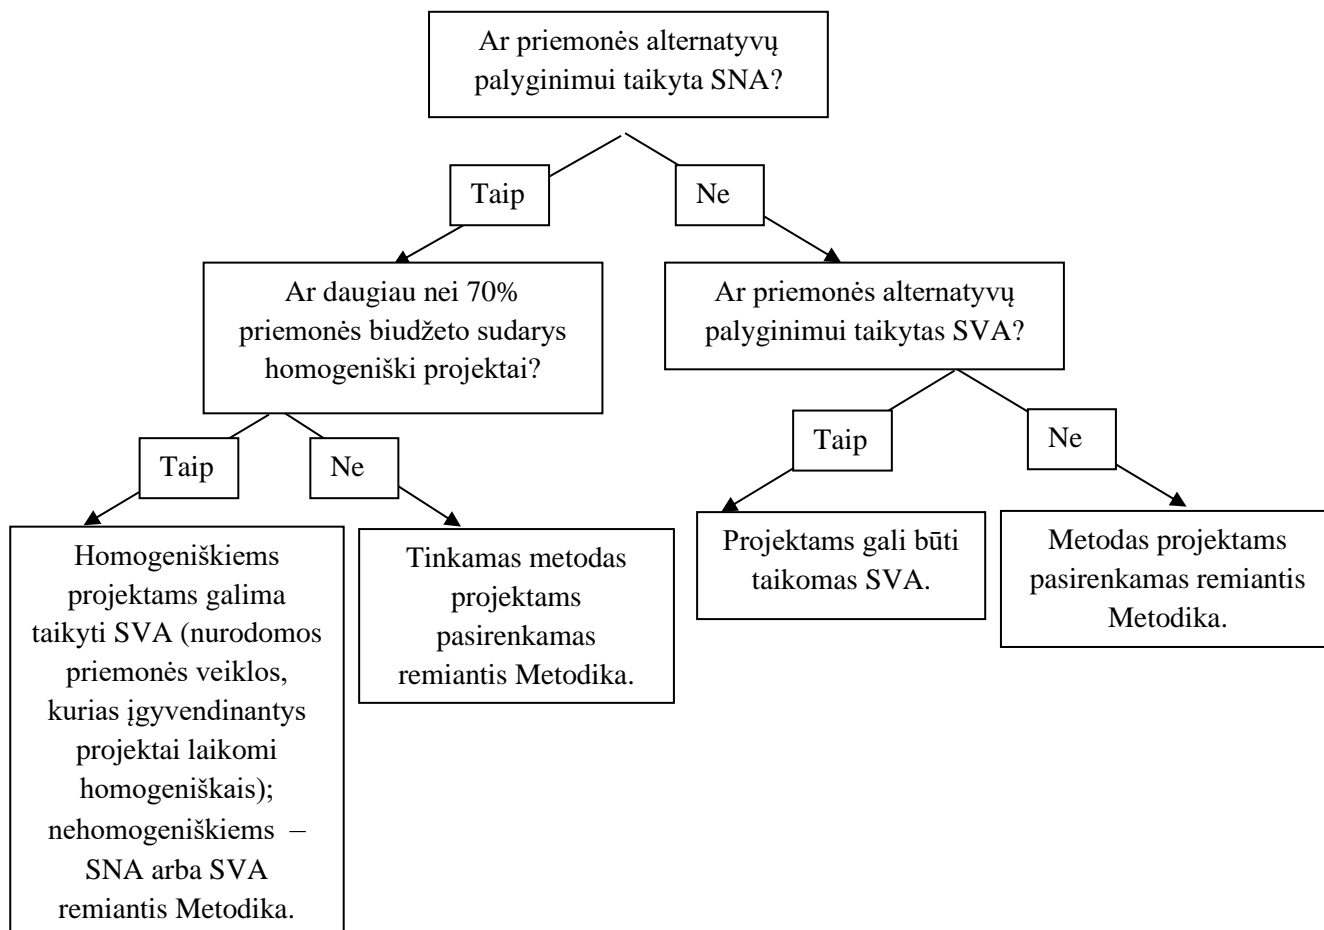 Ar priemonės alternatyvų
palyginimui taikyta SNA?
Taip
Ne
Ar daugiau nei 70%
priemonės biudžeto sudarys
homogeniški projektai?
Ar priemonės alternatyvų
palyginimui taikytas SVA?
Taip
Ne
Taip
Ne
Homogeniškiems
projektams galima
taikyti SVA (nurodomos
priemonės veiklos,
kurias įgyvendinantys
projektai laikomi
homogeniškais);
nehomogeniškiems –
SNA arba SVA
remiantis Metodika.
Tinkamas metodas
projektams
pasirenkamas
remiantis Metodika.
Projektams gali būti
taikomas SVA.
Metodas projektams
pasirenkamas remiantis
Metodika.